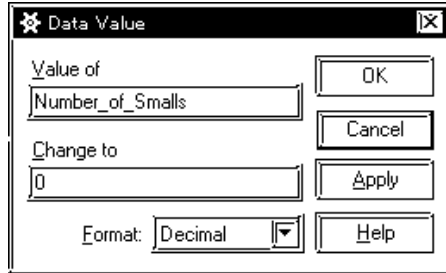 Data Value
Value of
Number_of_Smalls
Change to
0
Format: Decimal
OK
Cancel
Apply
Help